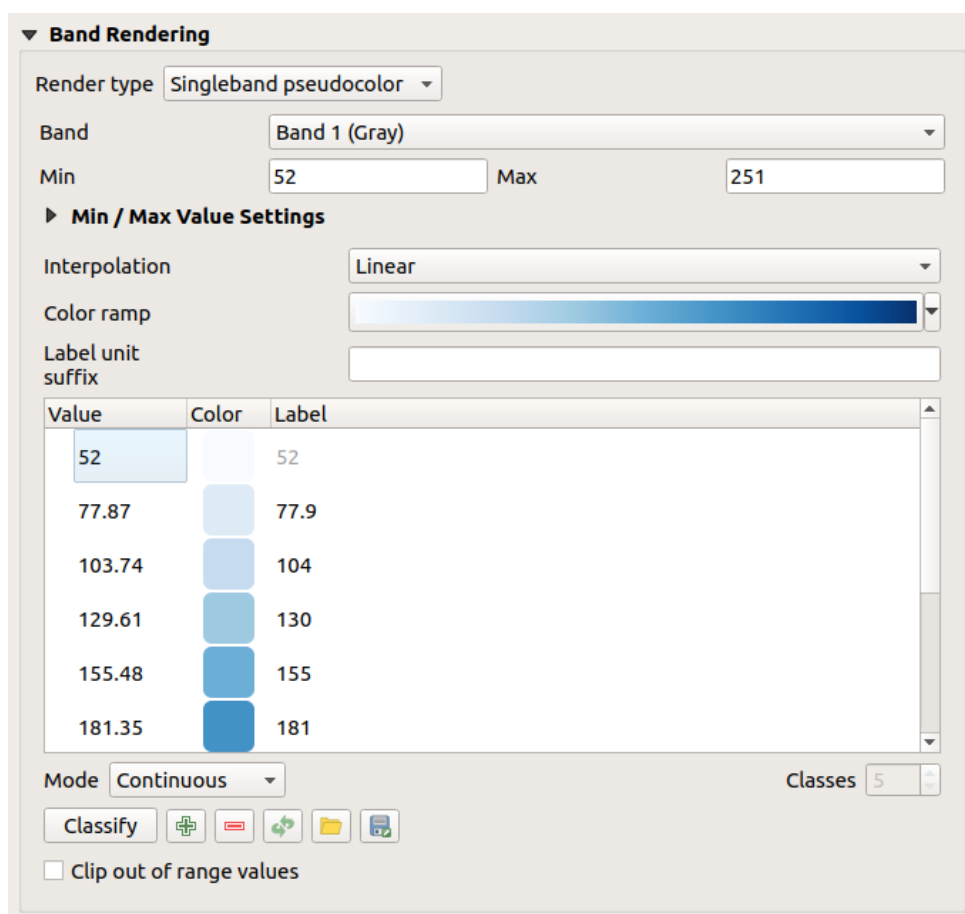 Band Rendering
Render type Singleband pseudocolor
Band Band 1 (Gray)
Min 52 Max 251
Min / Max Value Settings
Interpolation Linear
Color ramp
Label unit
suffix
Value Color Label
52 52
77.87 77.9
103.74 104
129.61 130
155.48 155
181.35 181
Mode Continuous Classes 5
Classify
Clip out of range values